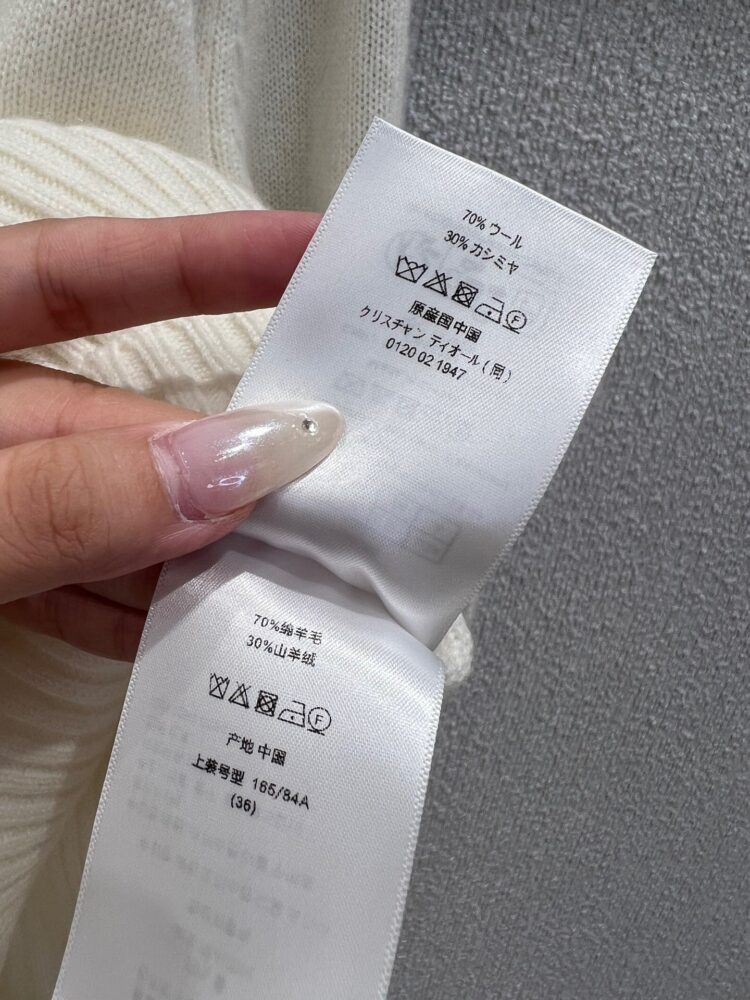 70% ウール
30% カシミヤ
F
原産国中国
クリスチャン ディオール (同)
0120 02 1947
70%绵羊毛
30%山羊绒
F
产地 中国
上装号型 165/84A
(36)